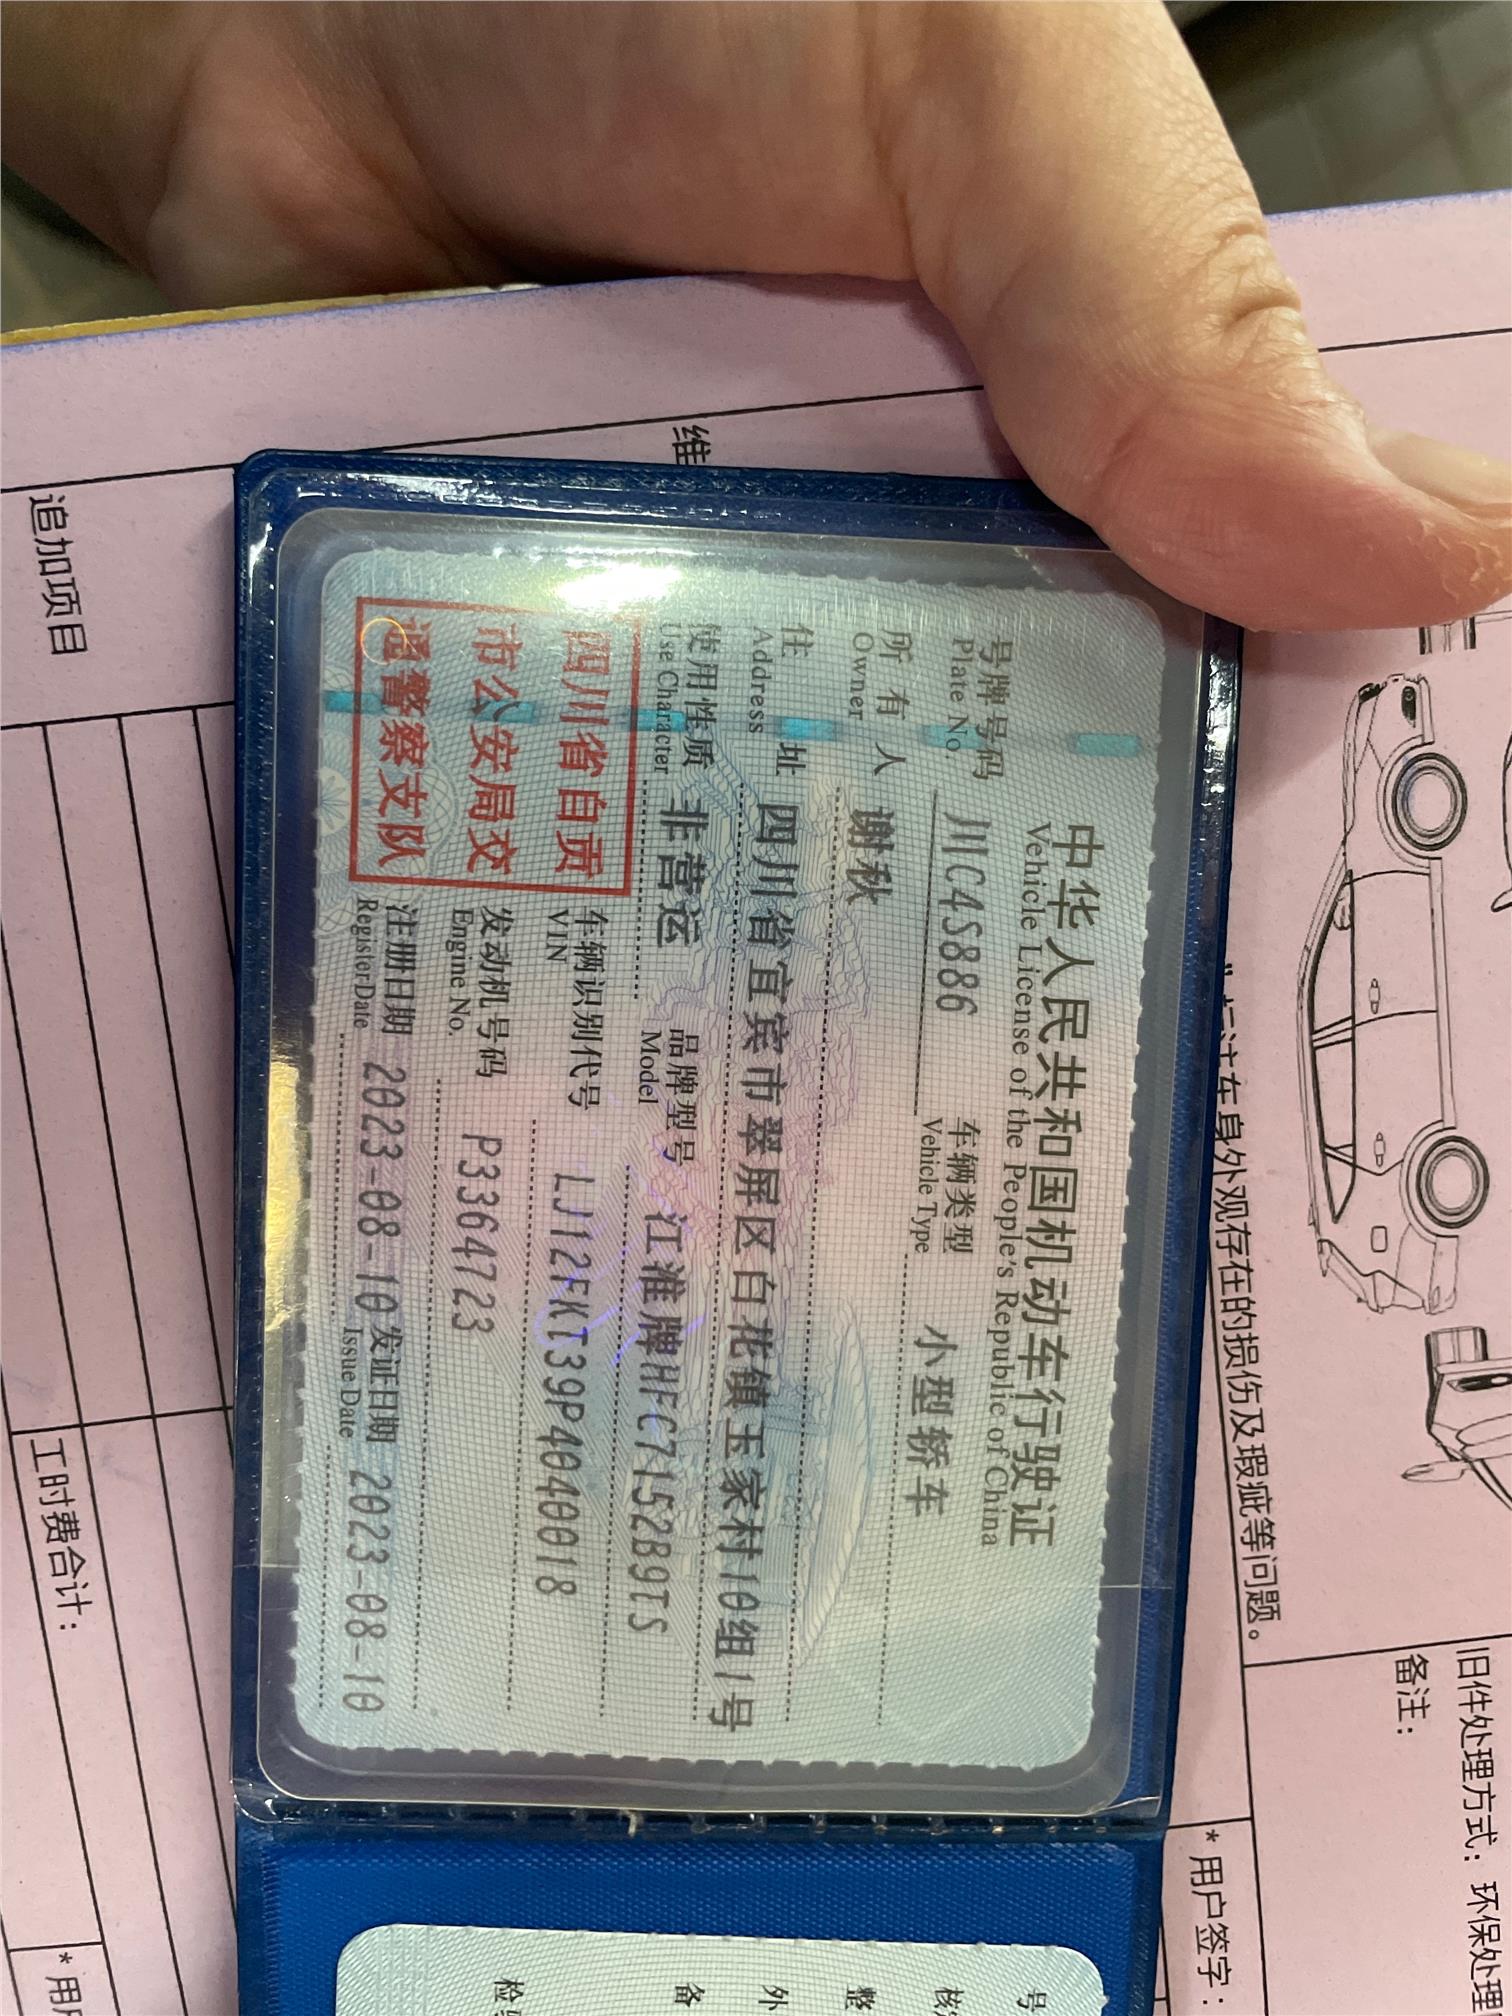 中华人民共和国机动车行驶证
Vehicle License of the People's Republic of China
号牌号码 川C4S886 车辆类型 小型轿车
Plate No. Vehicle Type
所有人 谢秋
Owner
住址 四川省宜宾市翠屏区白花镇玉家村10组1号
Address
使用性质 非营运 品牌型号 江淮牌HFC7152B9TS
Use Character Model
四川省自贡
市公安局交
通警察支队
车辆识别代号 LJ12FKT39P4040018
VIN
发动机号码 P3364723
Engine No.
注册日期 2023-08-10 发证日期 2023-08-10
Register Date Issue Date
号
核
整
外
备
检
维
追加项目
工时费合计:
车身外观存在的损伤及瑕疵等问题。
旧件处理方式: 环保处理
备注:
*用户签字:
*用